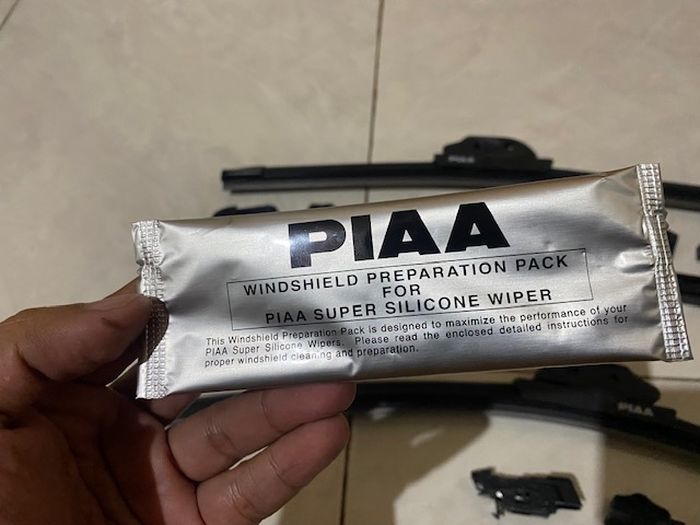 PIAA
PIAA
WINDSHIELD PREPARATION PACK
FOR
PIAA SUPER SILICONE WIPER
This Windshield Preparation Pack is designed to maximize the performance of your
PIAA Super Silicone Wipers. Please read the enclosed detailed instructions for
proper windshield cleaning and preparation.
PIAA